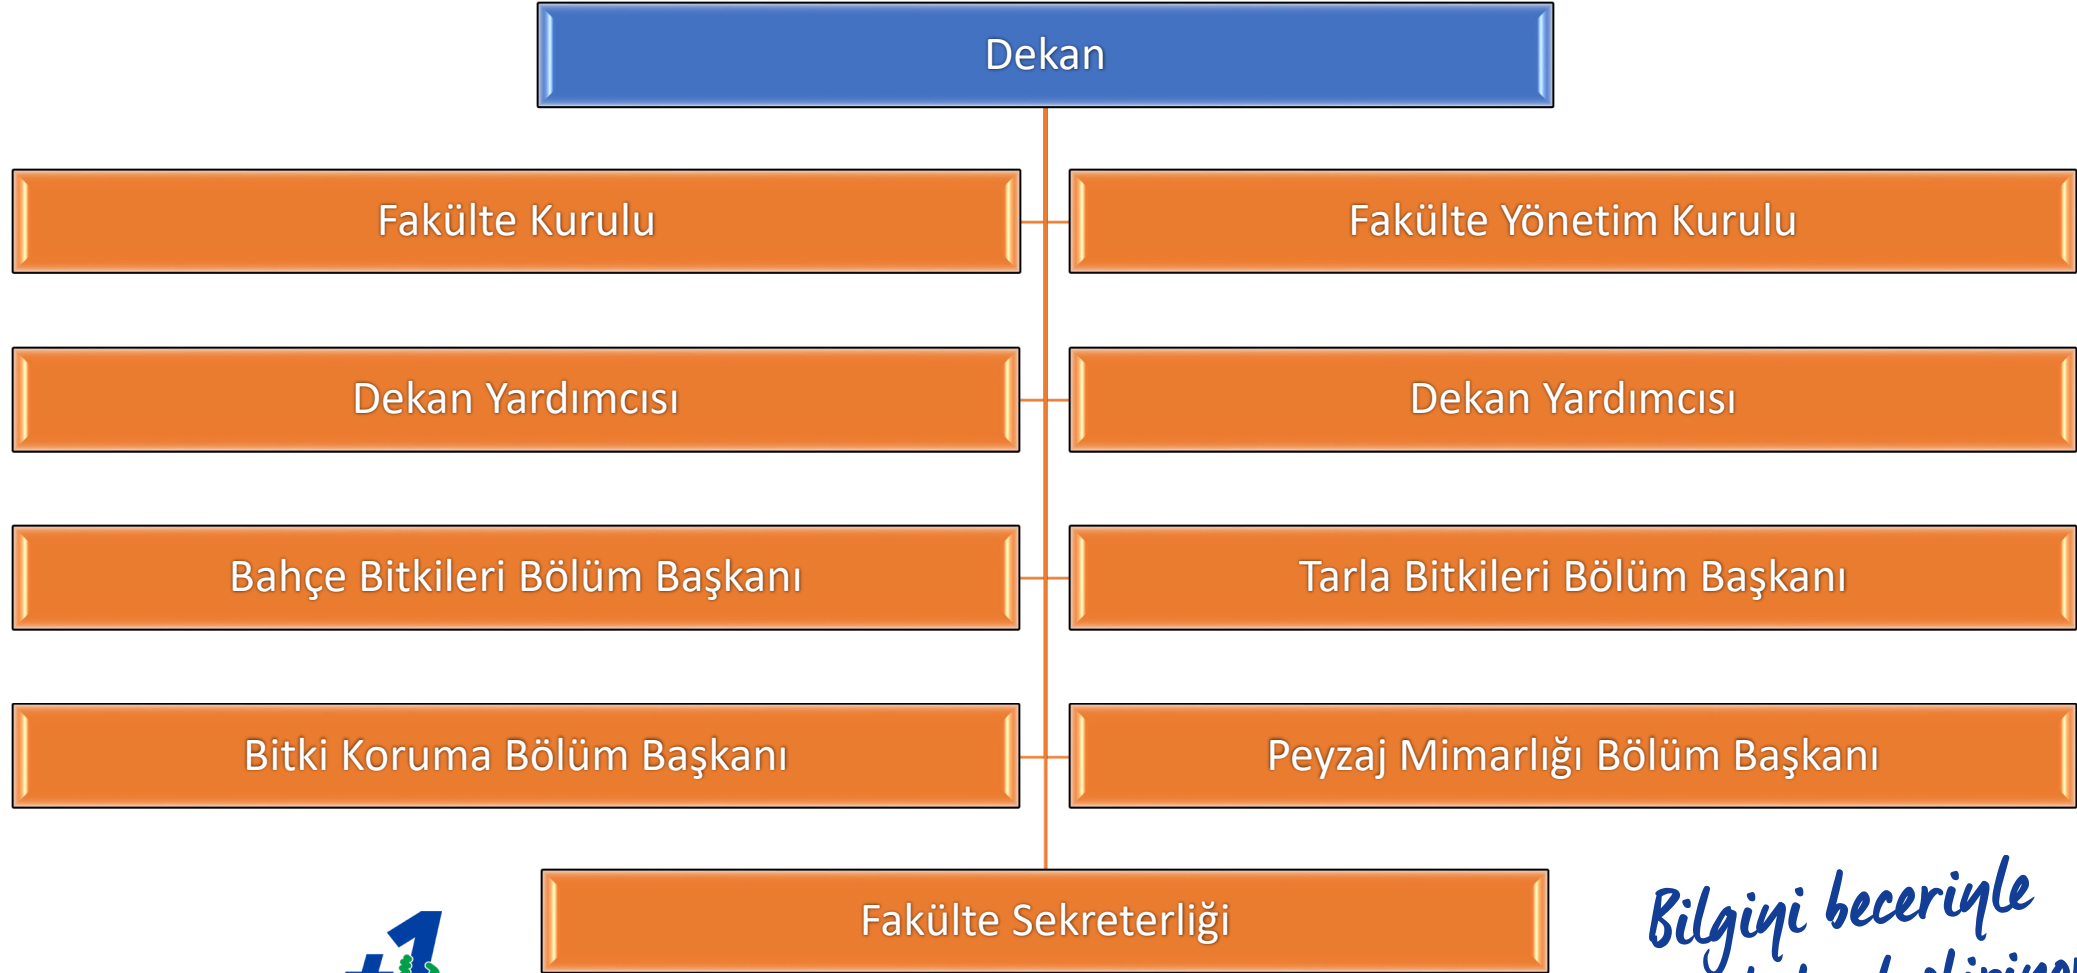 Dekan
Fakülte Kurulu
Fakülte Yönetim Kurulu
Dekan Yardımcısı
Dekan Yardımcısı
Bahçe Bitkileri Bölüm Başkanı
Tarla Bitkileri Bölüm Başkanı
Bitki Koruma Bölüm Başkanı
Peyzaj Mimarlığı Bölüm Başkanı
Fakülte Sekreterliği
+1
Bilgiyi beceriyle